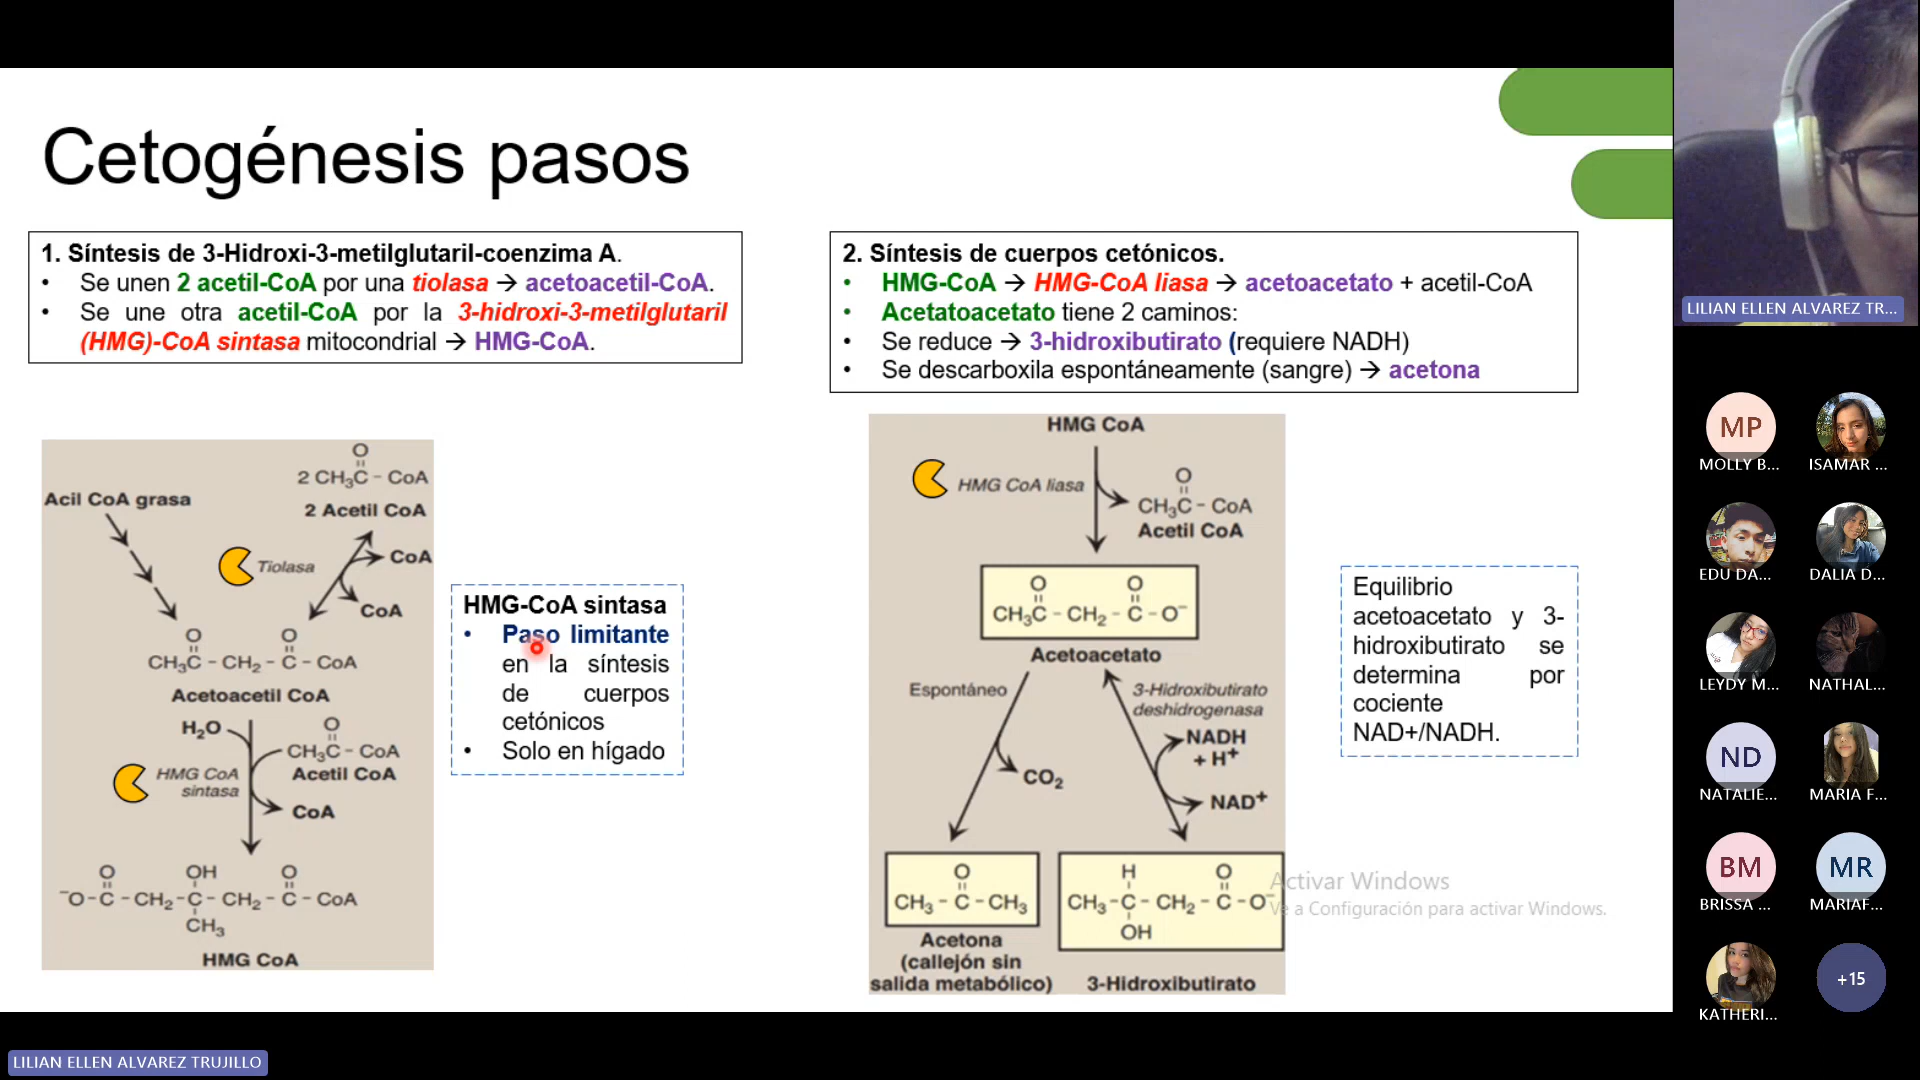 Cetogénesis pasos
1. Síntesis de 3-Hidroxi-3-metilglutaril-coenzima A.
• Se unen 2 acetil-CoA por una tiolasa → acetoacetil-CoA.
• Se une otra acetil-CoA por la 3-hidroxi-3-metilglutaril
(HMG)-CoA sintasa mitocondrial → HMG-CoA.
2. Síntesis de cuerpos cetónicos.
• HMG-CoA → HMG-CoA liasa → acetoacetato + acetil-CoA
• Acetatoacetato tiene 2 caminos:
• Se reduce → 3-hidroxibutirato (requiere NADH)
• Se descarboxila espontáneamente (sangre) → acetona
O
2 CH₃C - CoA
Acil CoA grasa
2 Acetil CoA
CoA
Tiolasa
CoA
O O
CH₃C - CH₂ - C - CoA
Acetoacetil CoA
H₂O
O
CH₃C - CoA
Acetil CoA
HMG CoA
sintasa
CoA
O OH O
⁻O - C - CH₂ - C - CH₂ - C - CoA
CH₃
HMG CoA
HMG-CoA sintasa
• Paso limitante
en la síntesis
de cuerpos
cetónicos
• Solo en hígado
HMG CoA
HMG CoA liasa
O
CH₃C - CoA
Acetil CoA
O O
CH₃C - CH₂ - C - O⁻
Acetoacetato
Espontáneo
3-Hidroxibutirato
deshidrogenasa
NADH
+ H⁺
CO₂
NAD⁺
O
CH₃ - C - CH₃
Acetona
(callejón sin
salida metabólico)
H O
CH₃ - C - CH₂ - C - O⁻
OH
3-Hidroxibutirato
Equilibrio
acetoacetato y 3-
hidroxibutirato se
determina por
cociente
NAD+/NADH.
Activar Windows
Ve a Configuración para activar Windows.
LILIAN ELLEN ALVAREZ TR...
MP
MOLLY B...
ISAMAR ...
EDU DA...
DALIA D...
LEYDY M...
NATHAL...
ND
NATALIE...
MARIA F...
BM
BRISSA ...
MR
MARIAF...
KATHERI...
+15
LILIAN ELLEN ALVAREZ TRUJILLO